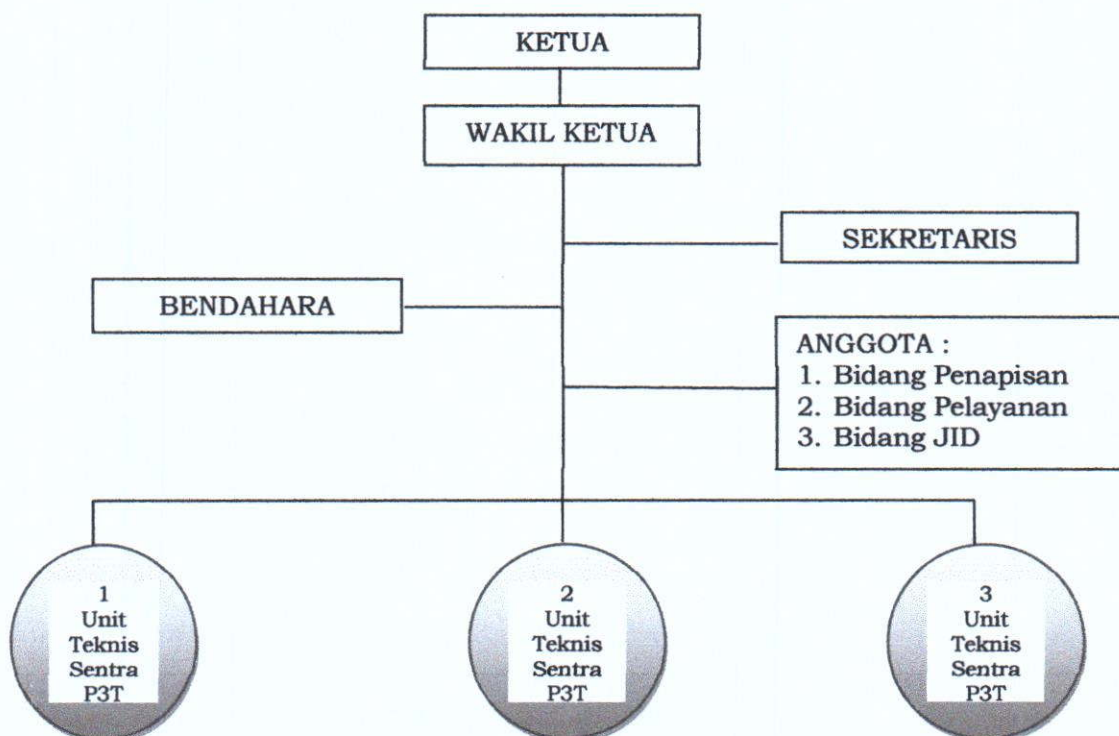 KETUA
WAKIL KETUA
SEKRETARIS
BENDAHARA
ANGGOTA :
1. Bidang Penapisan
2. Bidang Pelayanan
3. Bidang JID
1
Unit
Teknis
Sentra
P3T
2
Unit
Teknis
Sentra
P3T
3
Unit
Teknis
Sentra
P3T